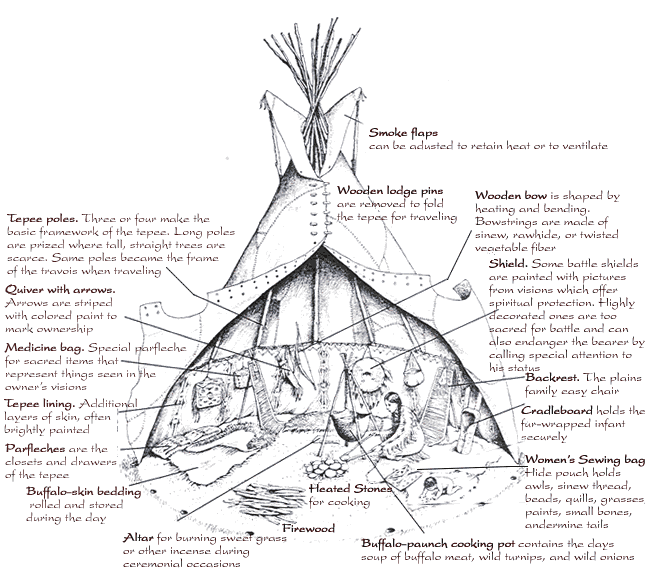 Smoke flaps
can be adusted to retain heat or to ventilate
Wooden lodge pins
are removed to fold
the tepee for traveling
Wooden bow is shaped by
heating and bending.
Bowstrings are made of
sinew, rawhide, or twisted
vegetable fiber
Tepee poles. Three or four make the
basic framework of the tepee. Long poles
are prized where tall, straight trees are
scarce. Same poles became the frame
of the travois when traveling
Shield. Some battle shields
are painted with pictures
from visions which offer
spiritual protection. Highly
decorated ones are too
sacred for battle and can
also endanger the bearer by
calling special attention to
his status
Quiver with arrows.
Arrows are striped
with colored paint to
mark ownership
Medicine bag. Special parfleche
for sacred items that
represent things seen in the
owner's visions
Backrest. The plains
family easy chair
Tepee lining. Additional
layers of skin, often
brightly painted
Cradleboard holds the
fur-wrapped infant
securely
Parfleches are the
closets and drawers
of the tepee
Women's Sewing bag
Hide pouch holds
awls, sinew thread,
beads, quills, grasses,
paints, small bones,
andermine tails
Buffalo-skin bedding
rolled and stored
during the day
Heated Stones
for cooking
Firewood
Altar for burning sweet grass
or other incense during
ceremonial occasions
Buffalo-paunch cooking pot contains the days
soup of buffalo meat, wild turnips, and wild onions